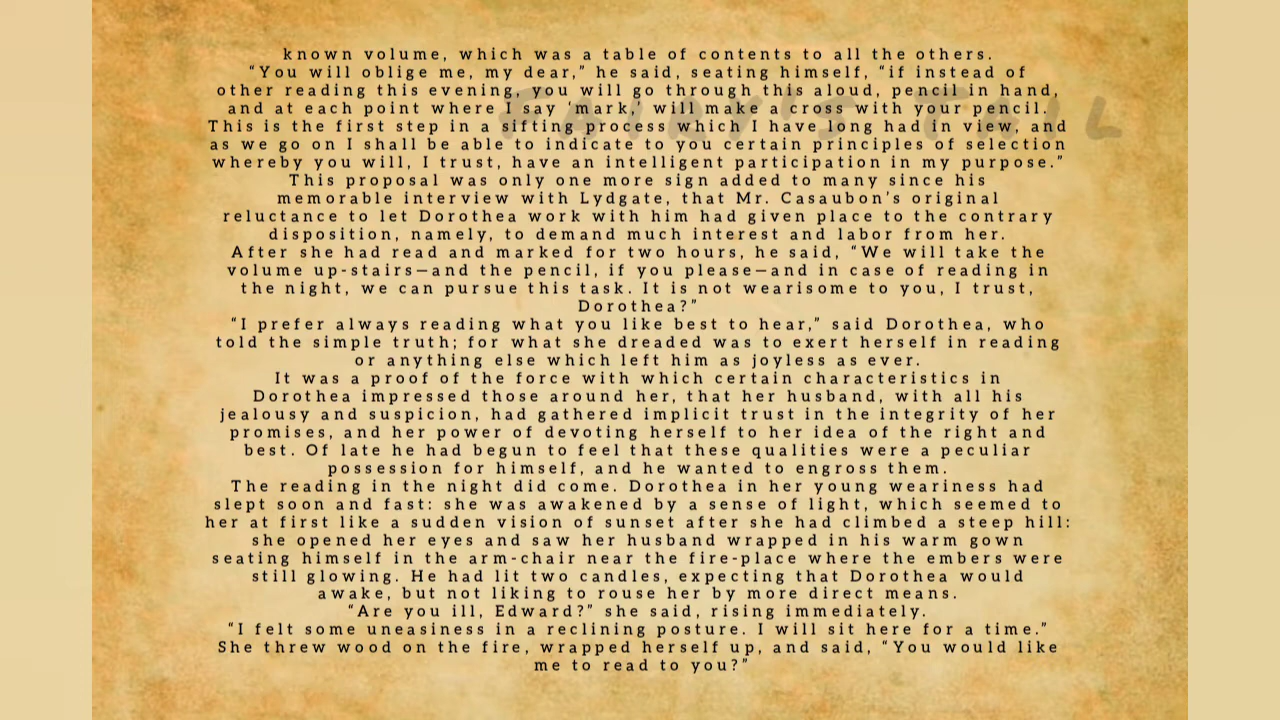 known volume, which was a table of contents to all the others.
“You will oblige me, my dear,” he said, seating himself, “if instead of
other reading this evening, you will go through this aloud, pencil in hand,
and at each point where I say ‘mark,’ will make a cross with your pencil.
This is the first step in a sifting process which I have long had in view, and
as we go on I shall be able to indicate to you certain principles of selection
whereby you will, I trust, have an intelligent participation in my purpose.”
This proposal was only one more sign added to many since his
memorable interview with Lydgate, that Mr. Casaubon’s original
reluctance to let Dorothea work with him had given place to the contrary
disposition, namely, to demand much interest and labor from her.
After she had read and marked for two hours, he said, “We will take the
volume up-stairs—and the pencil, if you please—and in case of reading in
the night, we can pursue this task. It is not wearisome to you, I trust,
Dorothea?”
“I prefer always reading what you like best to hear,” said Dorothea, who
told the simple truth; for what she dreaded was to exert herself in reading
or anything else which left him as joyless as ever.
It was a proof of the force with which certain characteristics in
Dorothea impressed those around her, that her husband, with all his
jealousy and suspicion, had gathered implicit trust in the integrity of her
promises, and her power of devoting herself to her idea of the right and
best. Of late he had begun to feel that these qualities were a peculiar
possession for himself, and he wanted to engross them.
The reading in the night did come. Dorothea in her young weariness had
slept soon and fast: she was awakened by a sense of light, which seemed to
her at first like a sudden vision of sunset after she had climbed a steep hill:
she opened her eyes and saw her husband wrapped in his warm gown
seating himself in the arm-chair near the fire-place where the embers were
still glowing. He had lit two candles, expecting that Dorothea would
awake, but not liking to rouse her by more direct means.
“Are you ill, Edward?” she said, rising immediately.
“I felt some uneasiness in a reclining posture. I will sit here for a time.”
She threw wood on the fire, wrapped herself up, and said, “You would like
me to read to you?”